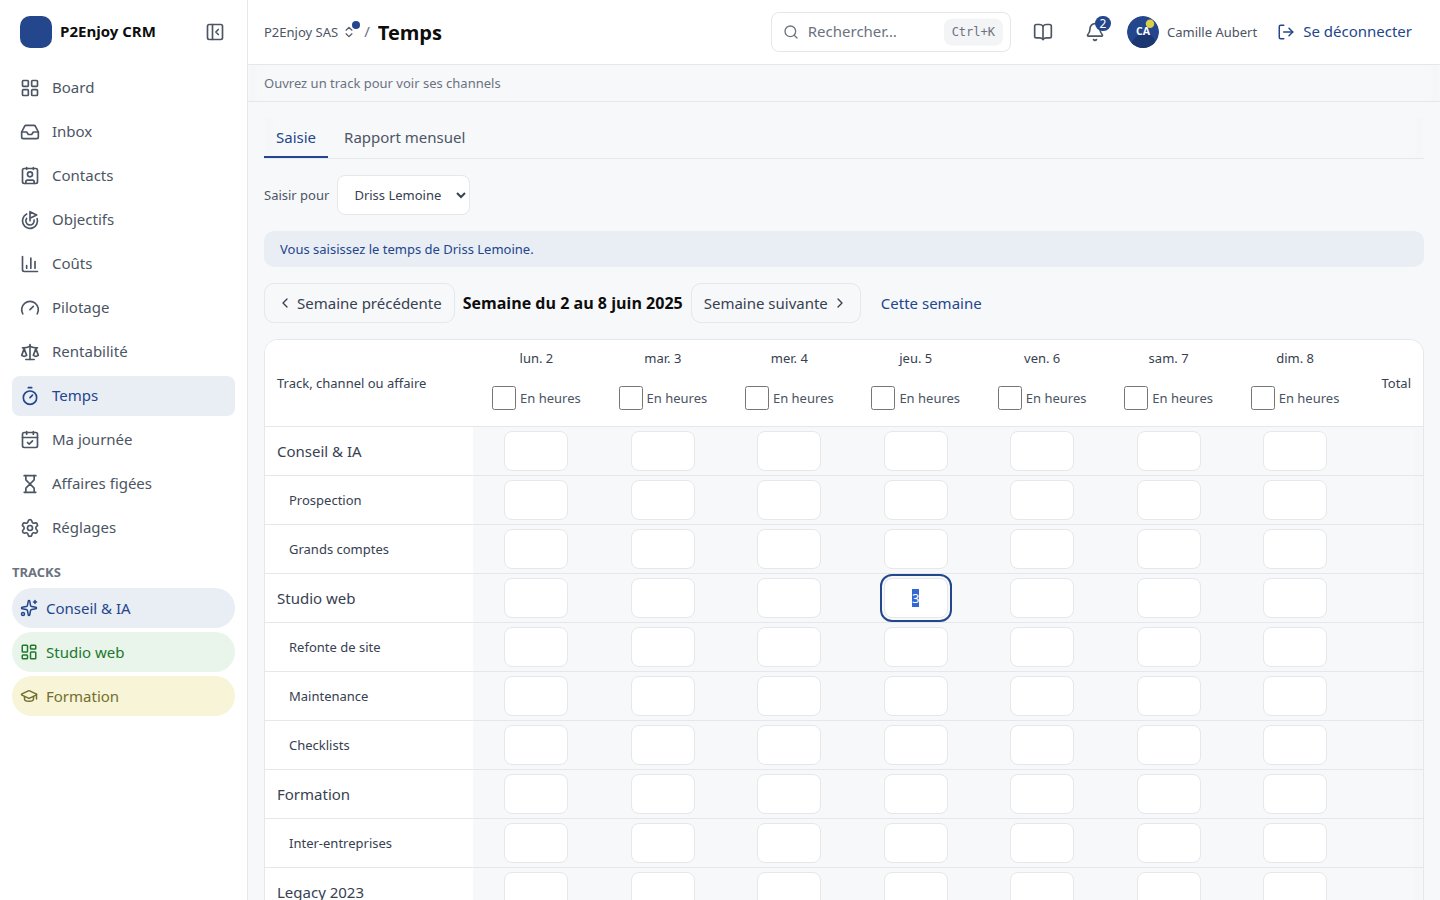 P2Enjoy CRM
P2Enjoy SAS / Temps
Rechercher... Ctrl+K
2
CA Camille Aubert
Se déconnecter
Board
Inbox
Contacts
Objectifs
Coûts
Pilotage
Rentabilité
Temps
Ma journée
Affaires figées
Réglages
TRACKS
Conseil & IA
Studio web
Formation
Ouvrez un track pour voir ses channels
Saisie Rapport mensuel
Saisir pour Driss Lemoine
Vous saisissez le temps de Driss Lemoine.
Semaine précédente Semaine du 2 au 8 juin 2025 Semaine suivante Cette semaine
Track, channel ou affaire lun. 2 mar. 3 mer. 4 jeu. 5 ven. 6 sam. 7 dim. 8 Total
En heures En heures En heures En heures En heures En heures En heures
Conseil & IA
Prospection
Grands comptes
Studio web 3
Refonte de site
Maintenance
Checklists
Formation
Inter-entreprises
Legacy 2023